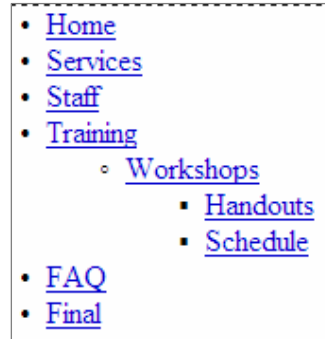 Home
Services
Staff
Training
Workshops
Handouts
Schedule
FAQ
Final